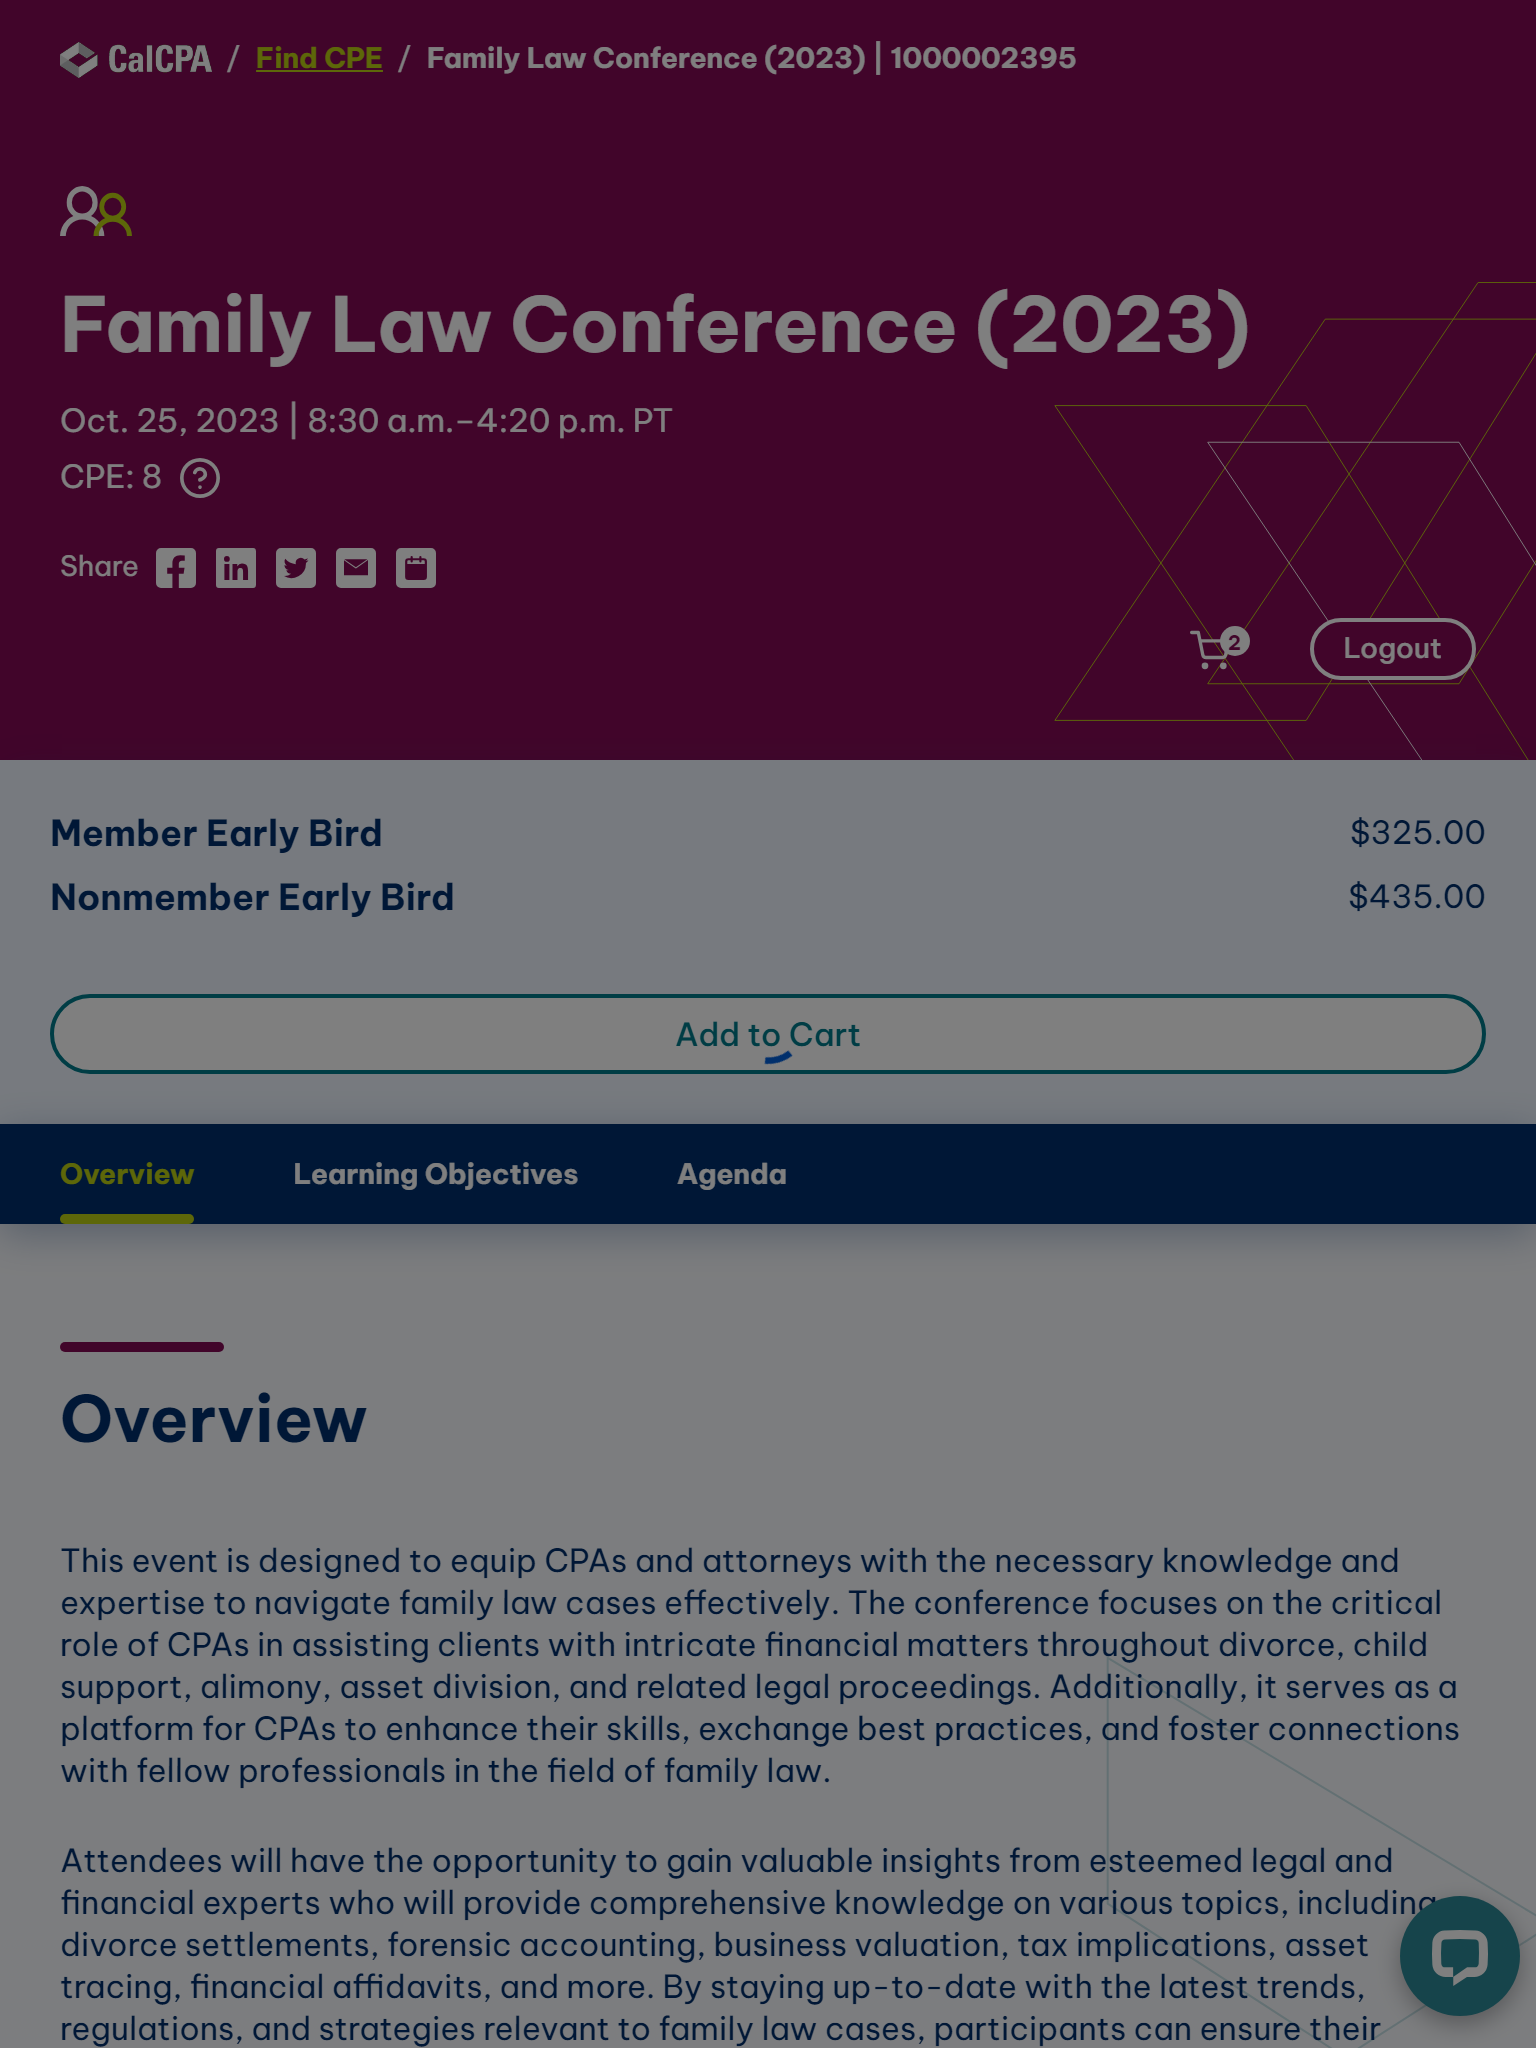 CalCPA / Find CPE / Family Law Conference (2023) | 1000002395
Family Law Conference (2023)
Oct. 25, 2023 | 8:30 a.m.–4:20 p.m. PT
CPE: 8 ?
Share
2 Logout
Member Early Bird $325.00
Nonmember Early Bird $435.00
Add to Cart
Overview Learning Objectives Agenda
Overview
This event is designed to equip CPAs and attorneys with the necessary knowledge and
expertise to navigate family law cases effectively. The conference focuses on the critical
role of CPAs in assisting clients with intricate financial matters throughout divorce, child
support, alimony, asset division, and related legal proceedings. Additionally, it serves as a
platform for CPAs to enhance their skills, exchange best practices, and foster connections
with fellow professionals in the field of family law.
Attendees will have the opportunity to gain valuable insights from esteemed legal and
financial experts who will provide comprehensive knowledge on various topics, including
divorce settlements, forensic accounting, business valuation, tax implications, asset
tracing, financial affidavits, and more. By staying up-to-date with the latest trends,
regulations, and strategies relevant to family law cases, participants can ensure their